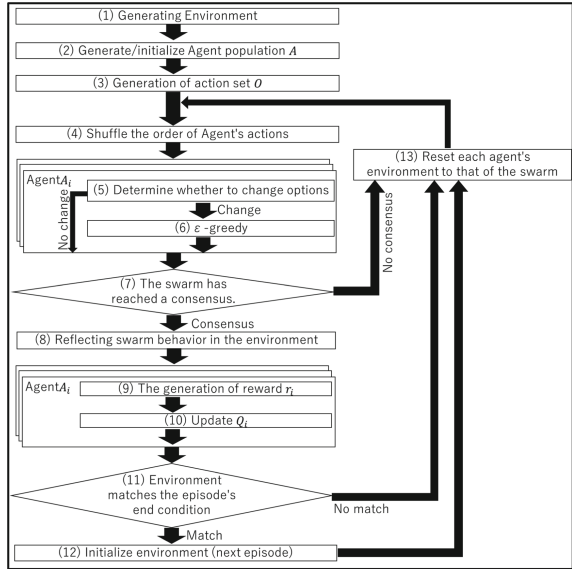 (1) Generating Environment
(2) Generate/initialize Agent population A
(3) Generation of action set O
(4) Shuffle the order of Agent's actions
(13) Reset each agent's
environment to that of the swarm
AgentA_i
(5) Determine whether to change options
No change
Change
(6) ε -greedy
No consensus
(7) The swarm has
reached a consensus.
Consensus
(8) Reflecting swarm behavior in the environment
AgentA_i
(9) The generation of reward r_i
(10) Update Q_i
(11) Environment
matches the episode's
end condition
No match
Match
(12) Initialize environment (next episode)